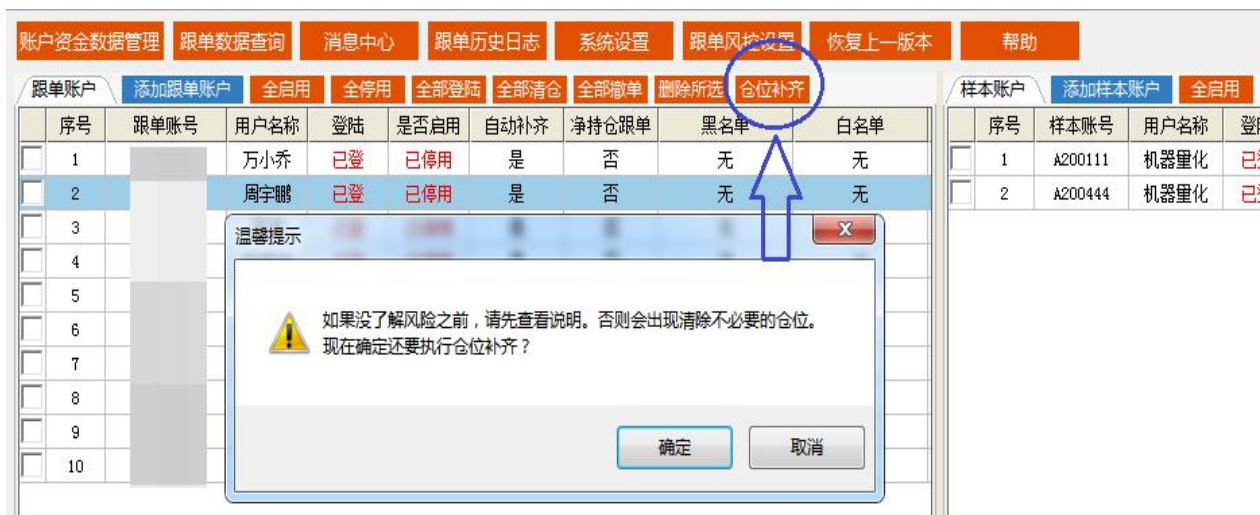 账户资金数据管理 跟单数据查询 消息中心 跟单历史日志 系统设置 跟单风控设置 恢复上一版本 帮助
跟单账户 添加跟单账户 全启用 全停用 全部登陆 全部清仓 全部撤单 删除所选 仓位补齐 样本账户 添加样本账户 全启用
序号 跟单账号 用户名称 登陆 是否启用 自动补齐 净持仓跟单 黑名单 白名单 序号 样本账号 用户名称 登
1 万小乔 已登 已停用 是 否 无 无 1 A200111 机器量化 已
2 周宇鹏 已登 已停用 是 否 无 无 2 A200444 机器量化 已
3
温馨提示
4
5
如果没了解风险之前，请先查看说明。否则会出现清除不必要的仓位。
6
现在确定还要执行仓位补齐？
7
8
9
确定 取消
10